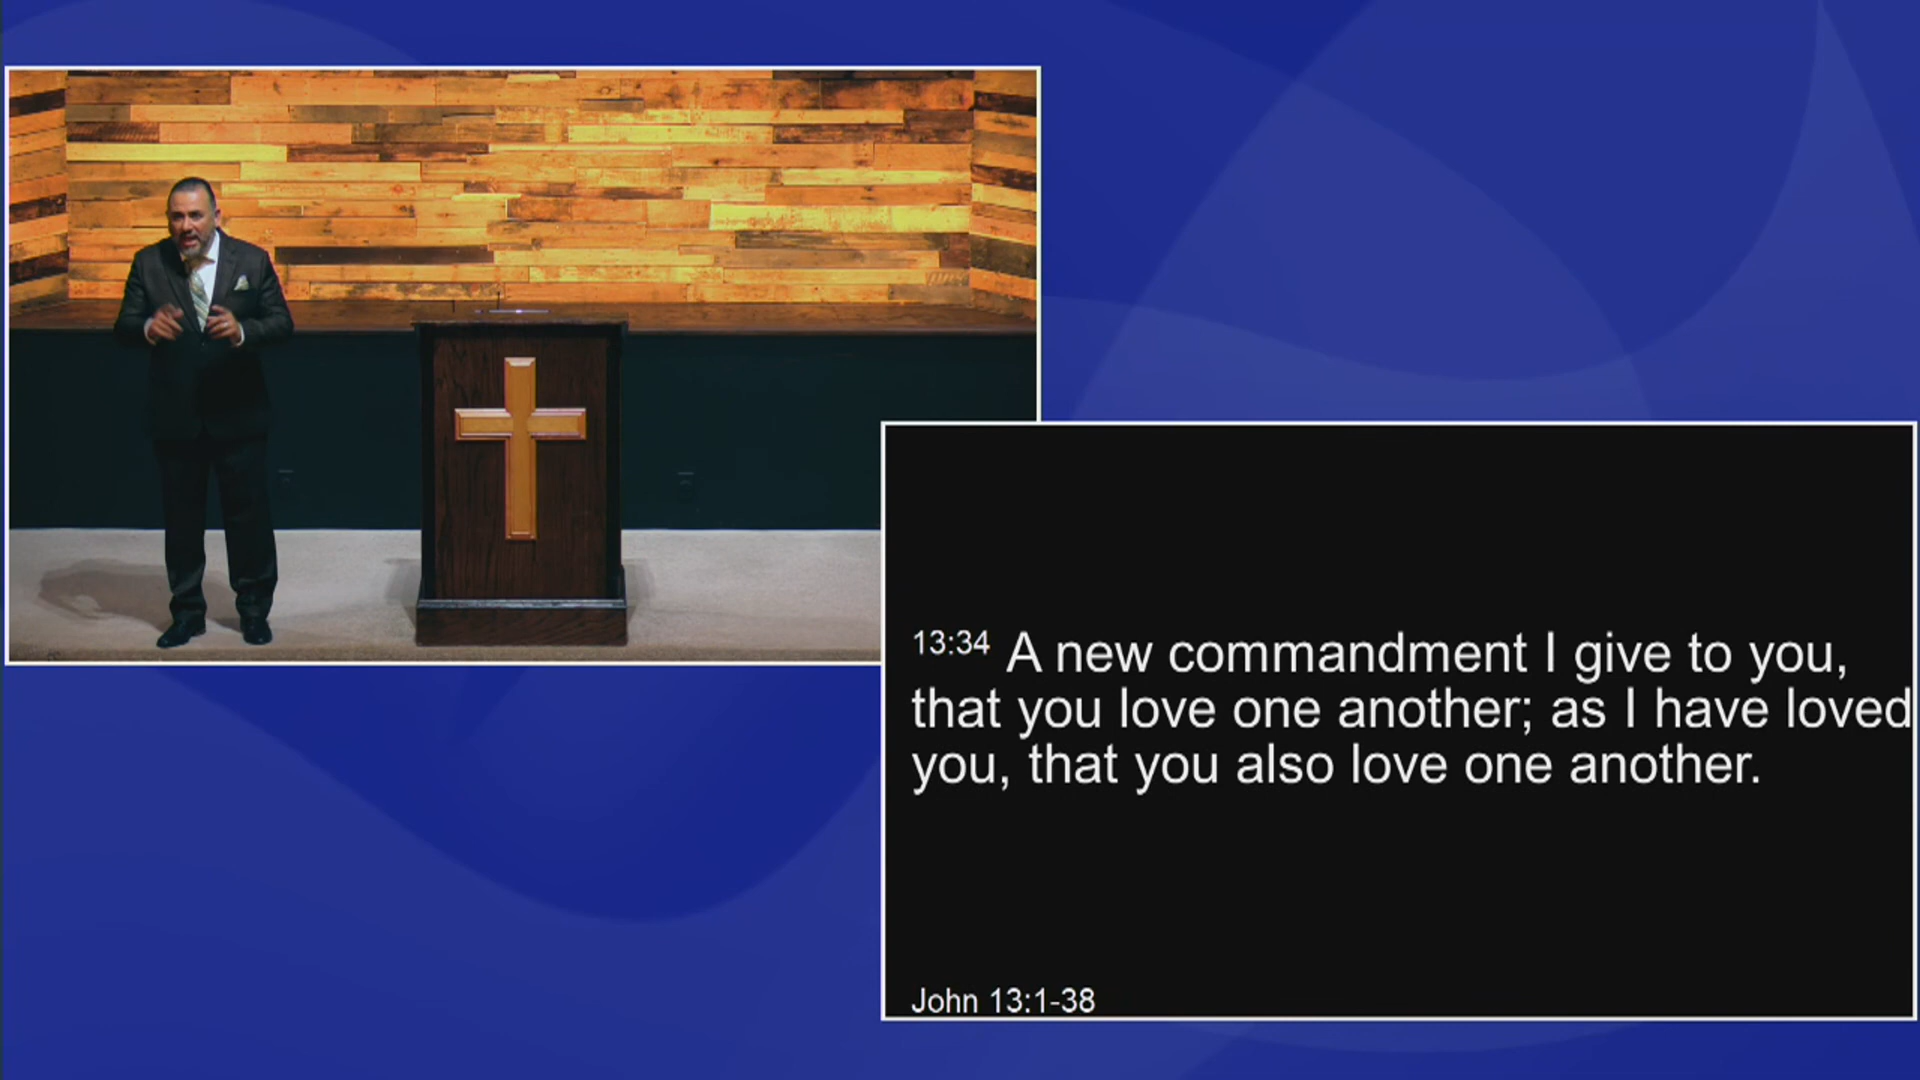 13:34 A new commandment I give to you,
that you love one another; as I have loved
you, that you also love one another.
John 13:1-38